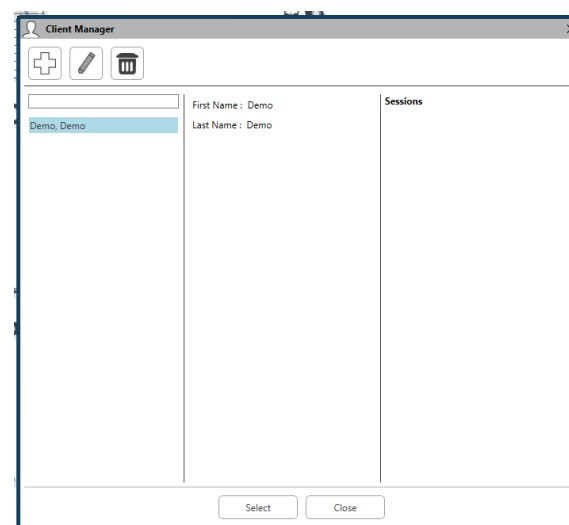 Client Manager
First Name : Demo
Last Name : Demo
Sessions
Demo, Demo
Select
Close